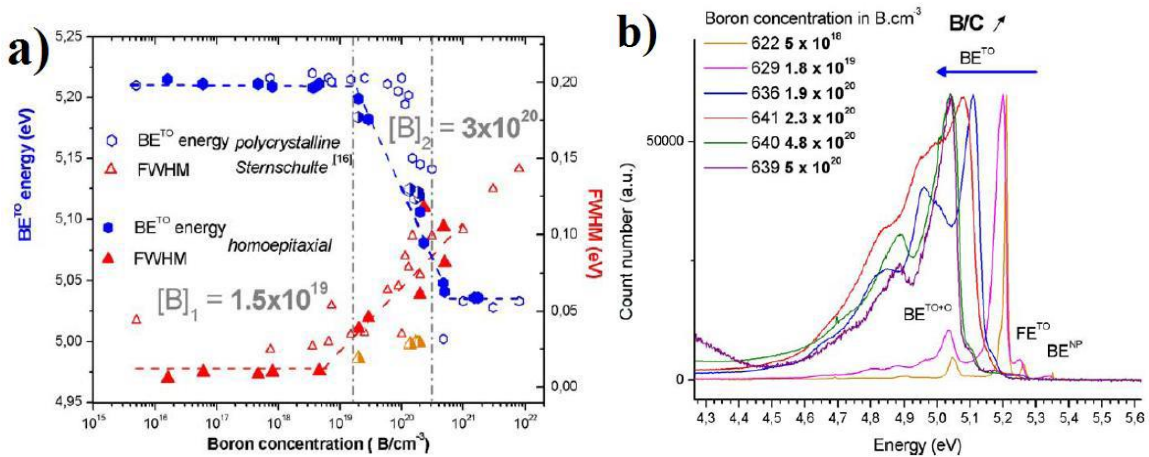 a)
5,25
5,20
5,15
5,10
5,05
5,00
4,95
BE^TO energy (eV)
BE^TO energy polycrystalline
FWHM Sternschulte [16]
BE^TO energy
homoepitaxial
FWHM
[B]₁ = 1.5x10^19
[B]₂ = 3x10^20
0,20
0,15
0,10
0,05
0,00
FWHM (eV)
10^15 10^16 10^17 10^18 10^19 10^20 10^21 10^22
Boron concentration ( B/cm^-3)
b)
Boron concentration in B.cm^-3
622 5 x 10^18
629 1.8 x 10^19
636 1.9 x 10^20
641 2.3 x 10^20
640 4.8 x 10^20
639 5 x 10^20
B/C ↗
BE^TO
50000
0
Count number (a.u.)
BE^TO+O
FE^TO
BE^NP
4,3 4,4 4,5 4,6 4,7 4,8 4,9 5,0 5,1 5,2 5,3 5,4 5,5 5,6
Energy (eV)